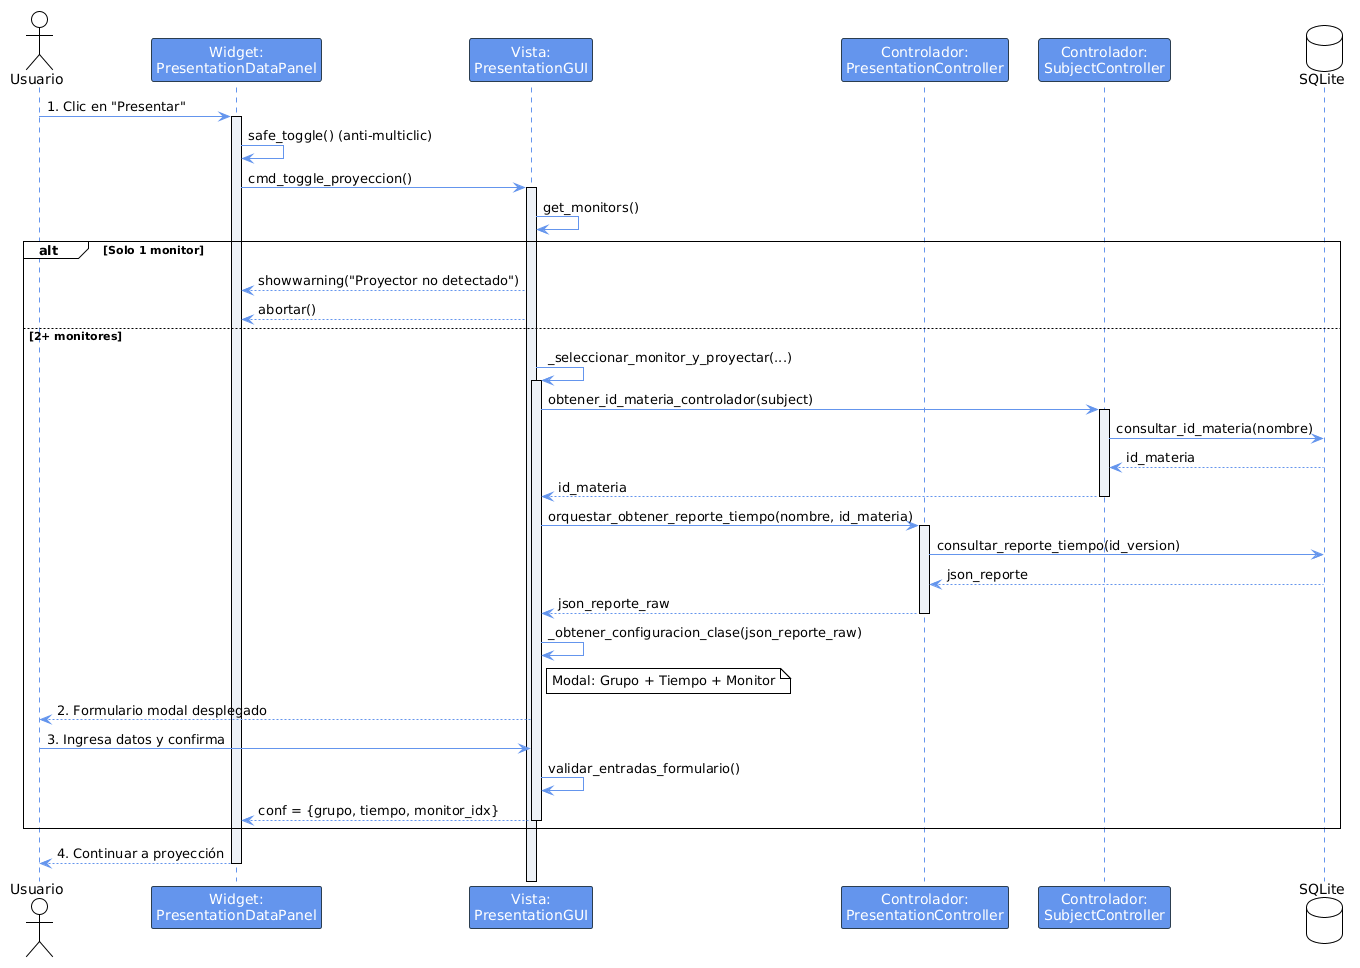 Usuario
Widget:
PresentationDataPanel
Vista:
PresentationGUI
Controlador:
PresentationController
Controlador:
SubjectController
SQLite
1. Clic en "Presentar"
safe_toggle() (anti-multiclic)
cmd_toggle_proyeccion()
get_monitors()
alt [Solo 1 monitor]
showwarning("Proyector no detectado")
abortar()
[2+ monitores]
_seleccionar_monitor_y_proyectar(...)
obtener_id_materia_controlador(subject)
consultar_id_materia(nombre)
id_materia
id_materia
orquestar_obtener_reporte_tiempo(nombre, id_materia)
consultar_reporte_tiempo(id_version)
json_reporte
json_reporte_raw
_obtener_configuracion_clase(json_reporte_raw)
Modal: Grupo + Tiempo + Monitor
2. Formulario modal desplegado
3. Ingresa datos y confirma
validar_entradas_formulario()
conf = {grupo, tiempo, monitor_idx}
4. Continuar a proyección
Usuario
Widget:
PresentationDataPanel
Vista:
PresentationGUI
Controlador:
PresentationController
Controlador:
SubjectController
SQLite